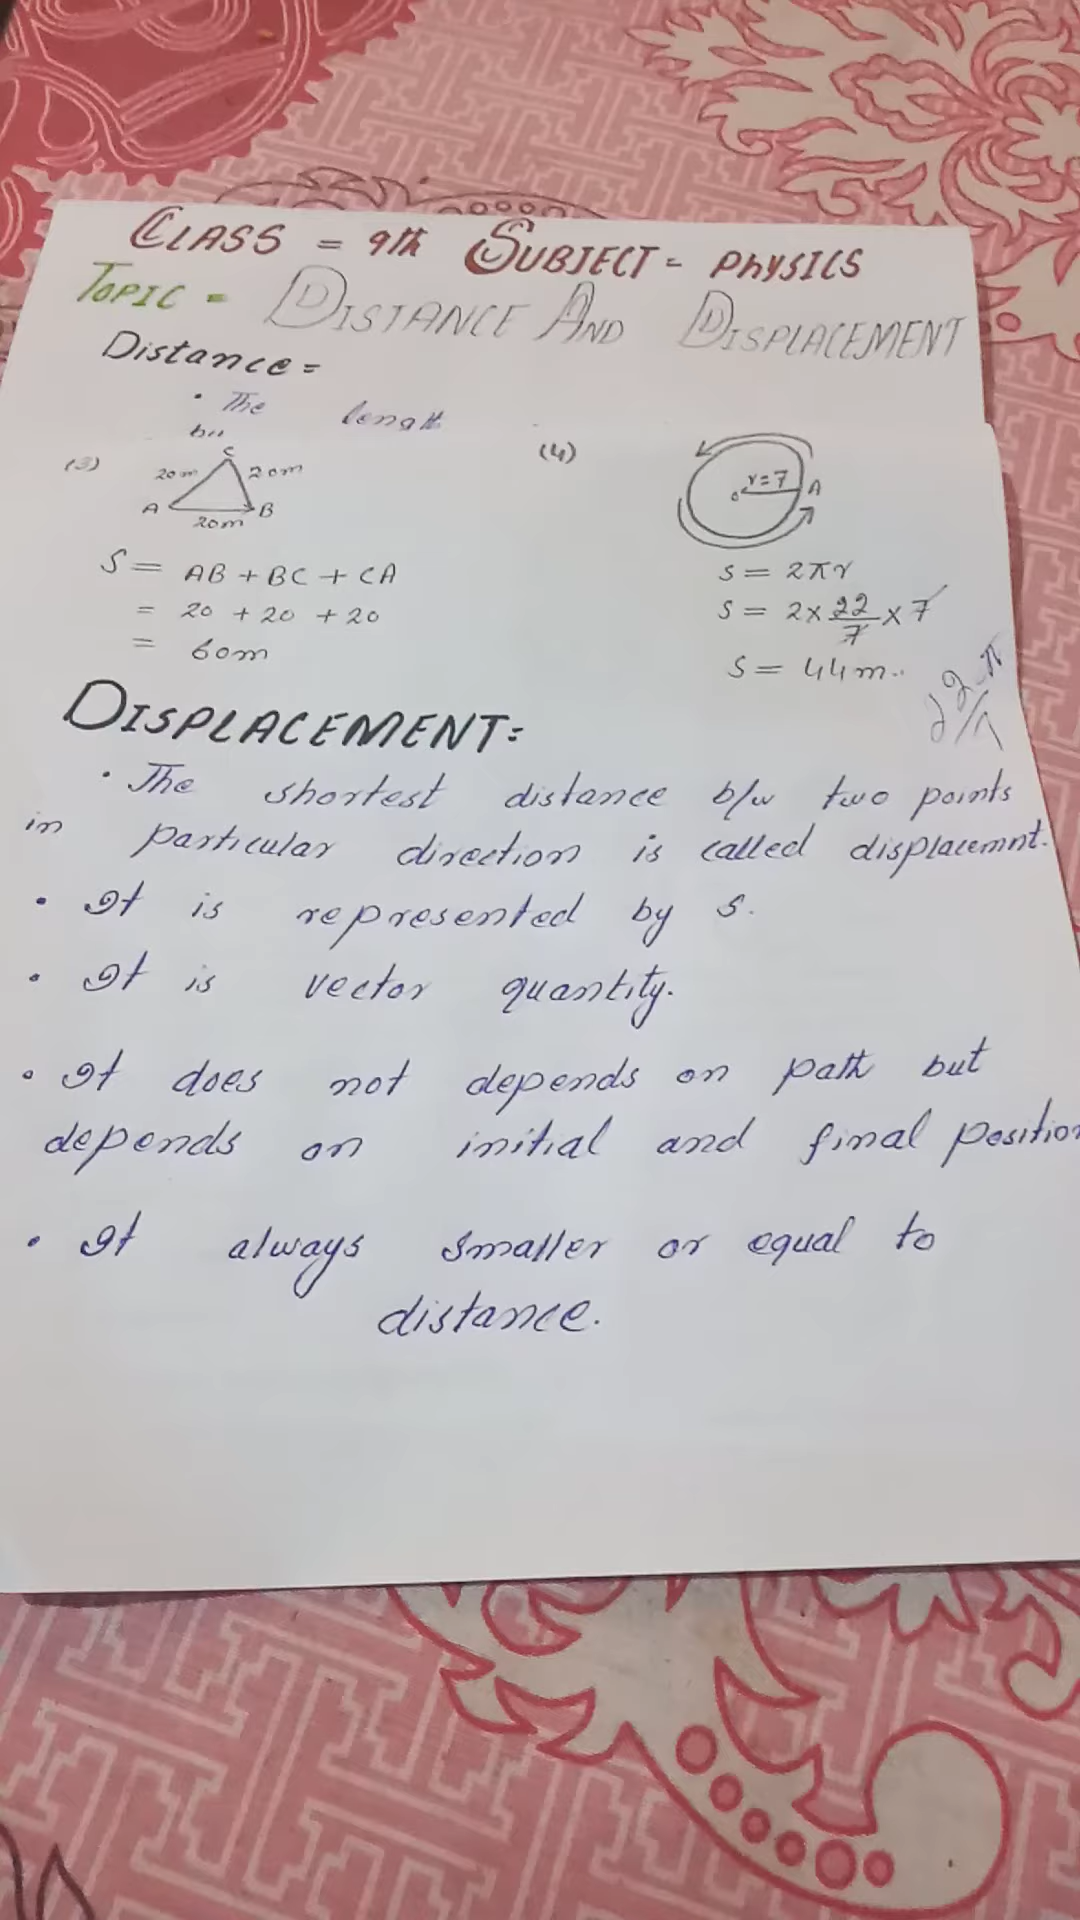 CLASS = 9th SUBJECT = PHYSICS
TOPIC = DISTANCE AND DISPLACEMENT
Distance =
• The length
(3) C
20m 20m
A B
20m
S = AB + BC + CA
= 20 + 20 + 20
= 60m
(4)
r=7 A
S = 2πr
S = 2 × 22/7 × 7
S = 44m..
DISPLACEMENT:
• The shortest distance b/w two points
in particular direction is called displacemnt.
• It is represented by S.
• It is vector quantity.
• It does not depends on path but
depends on initial and final position
• It always smaller or equal to
distance.